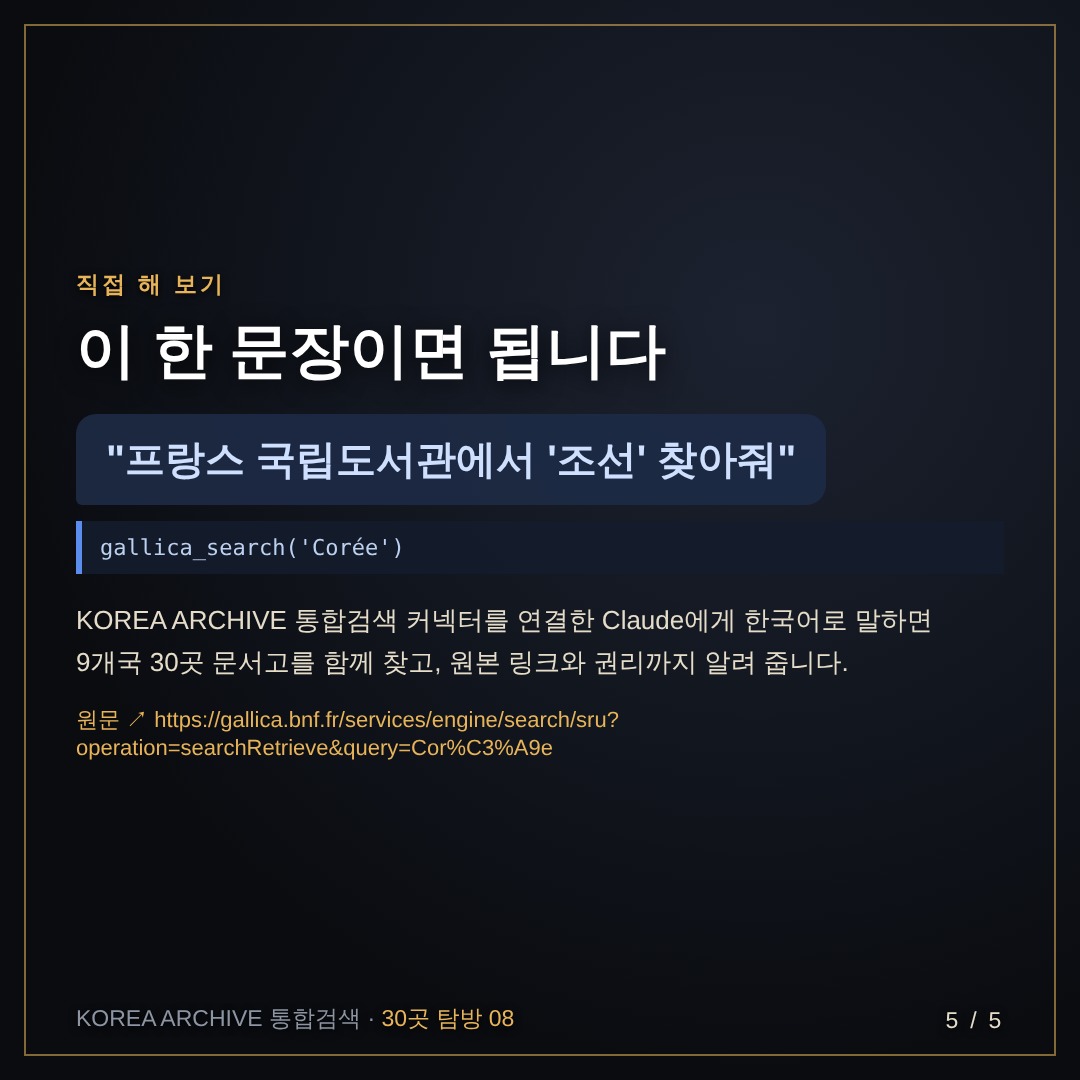 직접 해 보기
이 한 문장이면 됩니다
"프랑스 국립도서관에서 '조선' 찾아줘"
gallica_search('Corée')
KOREA ARCHIVE 통합검색 커넥터를 연결한 Claude에게 한국어로 말하면
9개국 30곳 문서고를 함께 찾고, 원본 링크와 권리까지 알려 줍니다.
원문 ↗ https://gallica.bnf.fr/services/engine/search/sru?
operation=searchRetrieve&query=Cor%C3%A9e
KOREA ARCHIVE 통합검색 · 30곳 탐방 08
5 / 5